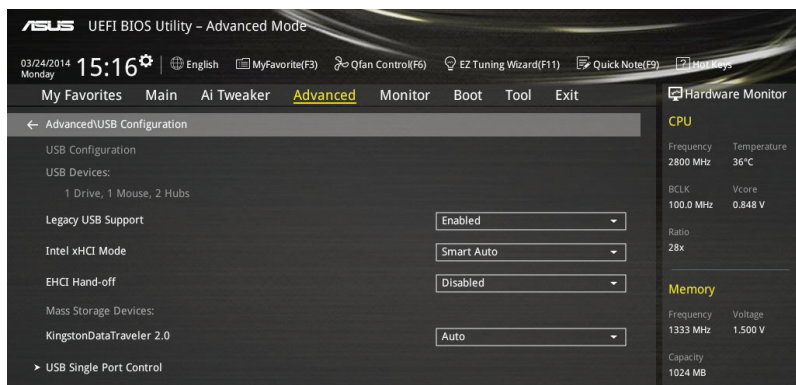 ASUS UEFI BIOS Utility – Advanced Mode
03/24/2014 Monday 15:16 English MyFavorite(F3) Qfan Control(F6) EZ Tuning Wizard(F11) Quick Note(F9) ? Hot Keys
My Favorites Main Ai Tweaker Advanced Monitor Boot Tool Exit
← Advanced\USB Configuration
USB Configuration
USB Devices:
1 Drive, 1 Mouse, 2 Hubs
Legacy USB Support Enabled
Intel xHCI Mode Smart Auto
EHCI Hand-off Disabled
Mass Storage Devices:
KingstonDataTraveler 2.0 Auto
> USB Single Port Control
Hardware Monitor
CPU
Frequency Temperature
2800 MHz 36°C
BCLK Vcore
100.0 MHz 0.848 V
Ratio
28x
Memory
Frequency Voltage
1333 MHz 1.500 V
Capacity
1024 MB